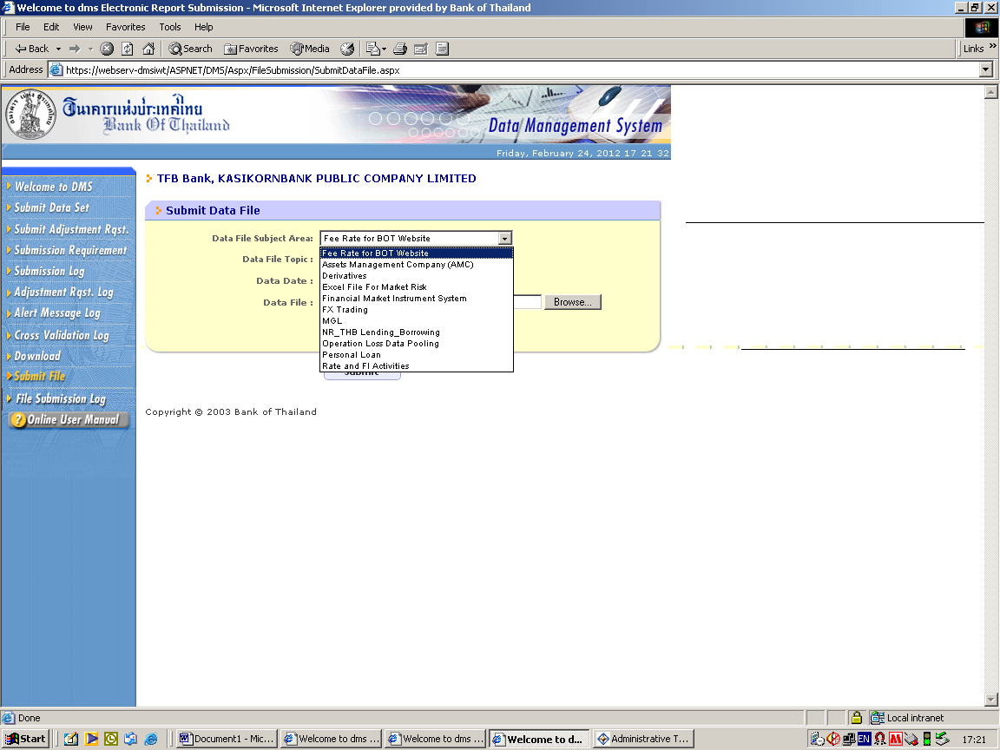 Welcome to dms Electronic Report Submission - Microsoft Internet Explorer provided by Bank of Thailand
File Edit View Favorites Tools Help
Back Search Favorites Media Links »
Address https://webserv-dmsiwt/ASPNET/DMS/Aspx/FileSubmission/SubmitDataFile.aspx
ธนาคารแห่งประเทศไทย
Bank Of Thailand
Data Management System
Friday, February 24, 2012 17 21 32
Welcome to DMS
Submit Data Set
Submit Adjustment Rqst.
Submission Requirement
Submission Log
Adjustment Rqst. Log
Alert Message Log
Cross Validation Log
Download
Submit File
File Submission Log
? Online User Manual
TFB Bank, KASIKORNBANK PUBLIC COMPANY LIMITED
Submit Data File
Data File Subject Area: Fee Rate for BOT Website
Data File Topic :
Data Date :
Data File : Browse...
Fee Rate for BOT Website
Assets Management Company (AMC)
Derivatives
Excel File For Market Risk
Financial Market Instrument System
FX Trading
MGL
NR_THB Lending_Borrowing
Operation Loss Data Pooling
Personal Loan
Rate and FI Activities
Submit
Copyright © 2003 Bank of Thailand
Done Local intranet
Start Document1 - Mic... Welcome to dms ... Welcome to dms ... Welcome to d... Administrative T... EN 17:21